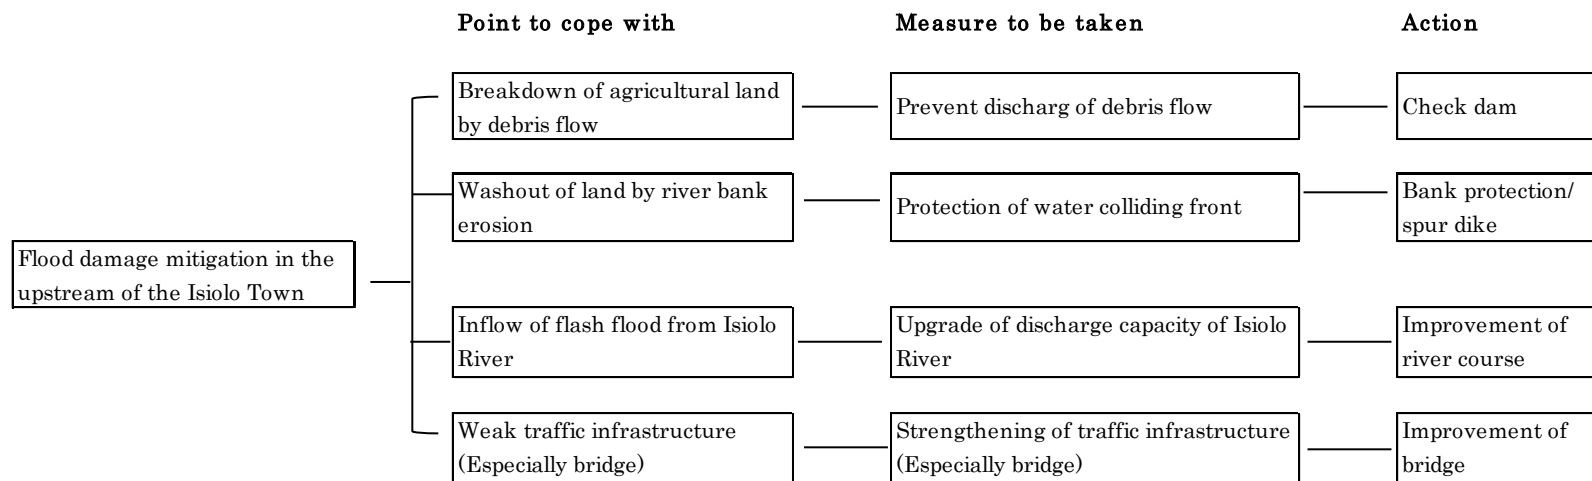 Point to cope with
Measure to be taken
Action
Breakdown of agricultural land
by debris flow
Prevent discharg of debris flow
Check dam
Washout of land by river bank
erosion
Protection of water colliding front
Bank protection/
spur dike
Flood damage mitigation in the
upstream of the Isiolo Town
Inflow of flash flood from Isiolo
River
Upgrade of discharge capacity of Isiolo
River
Improvement of
river course
Weak traffic infrastructure
(Especially bridge)
Strengthening of traffic infrastructure
(Especially bridge)
Improvement of
bridge